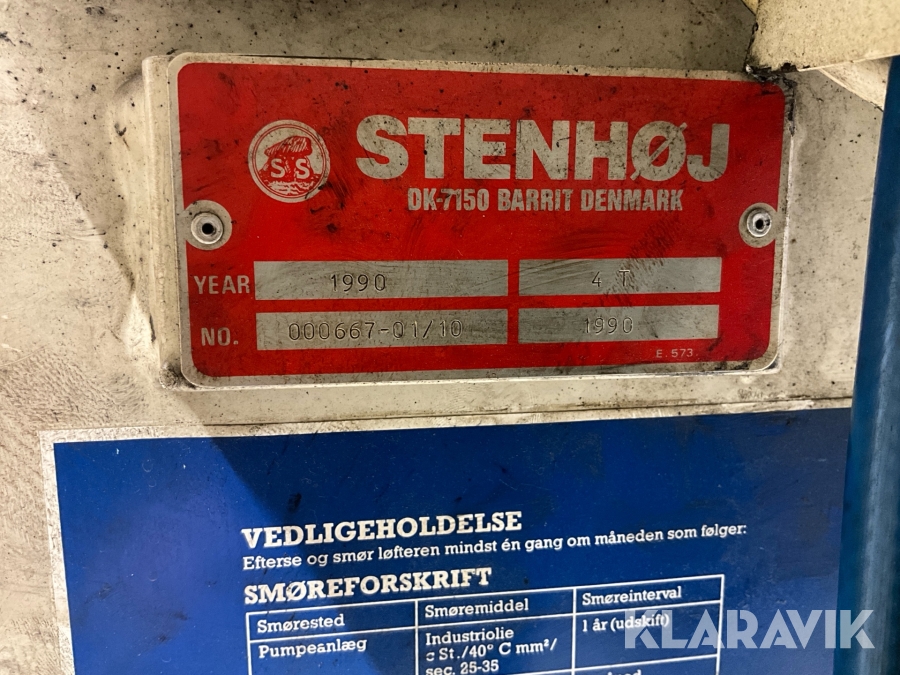 S S
STENHØJ
DK-7150 BARRIT DENMARK
YEAR 1990 4 T
NO. 000667-01/10 1990
E. 573.
VEDLIGEHOLDELSE
Efterse og smør løfteren mindst én gang om måneden som følger:
SMØREFORSKRIFT
Smørested Smøremiddel Smøreinterval
Pumpeanlæg Industriolie 1 år (udskift)
c St./40° C mm²/
sec. 25-35
KLARAVIK